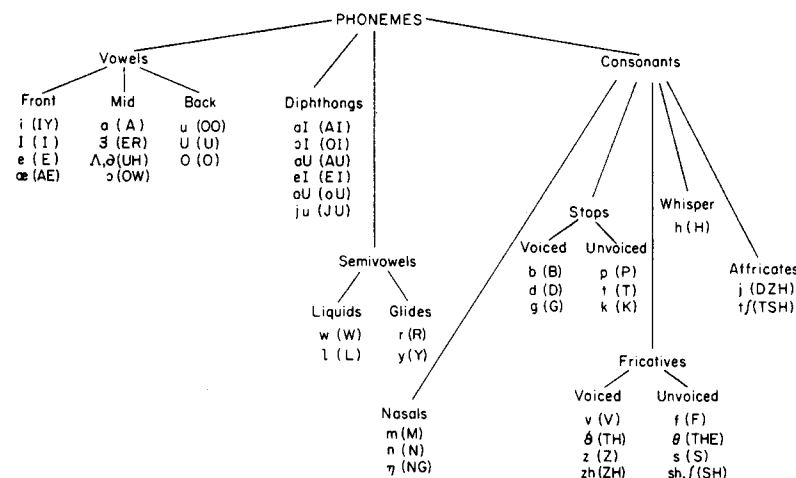 PHONEMES
Vowels
Front
i (IY)
I (I)
e (E)
æ (AE)
Mid
a (A)
ɜ (ER)
Λ,ə (UH)
ɔ (OW)
Back
u (OO)
U (U)
O (O)
Diphthongs
aI (AI)
ɔI (OI)
aU (AU)
eI (EI)
oU (oU)
ju (JU)
Semivowels
Liquids
w (W)
l (L)
Glides
r (R)
y (Y)
Consonants
Nasals
m (M)
n (N)
η (NG)
Stops
Voiced
b (B)
d (D)
g (G)
Unvoiced
p (P)
t (T)
k (K)
Fricatives
Voiced
v (V)
(TH)
z (Z)
zh (ZH)
Unvoiced
f (F)
θ (THE)
s (S)
sh,ʃ (SH)
Whisper
h (H)
Affricates
j (DZH)
tʃ (TSH)